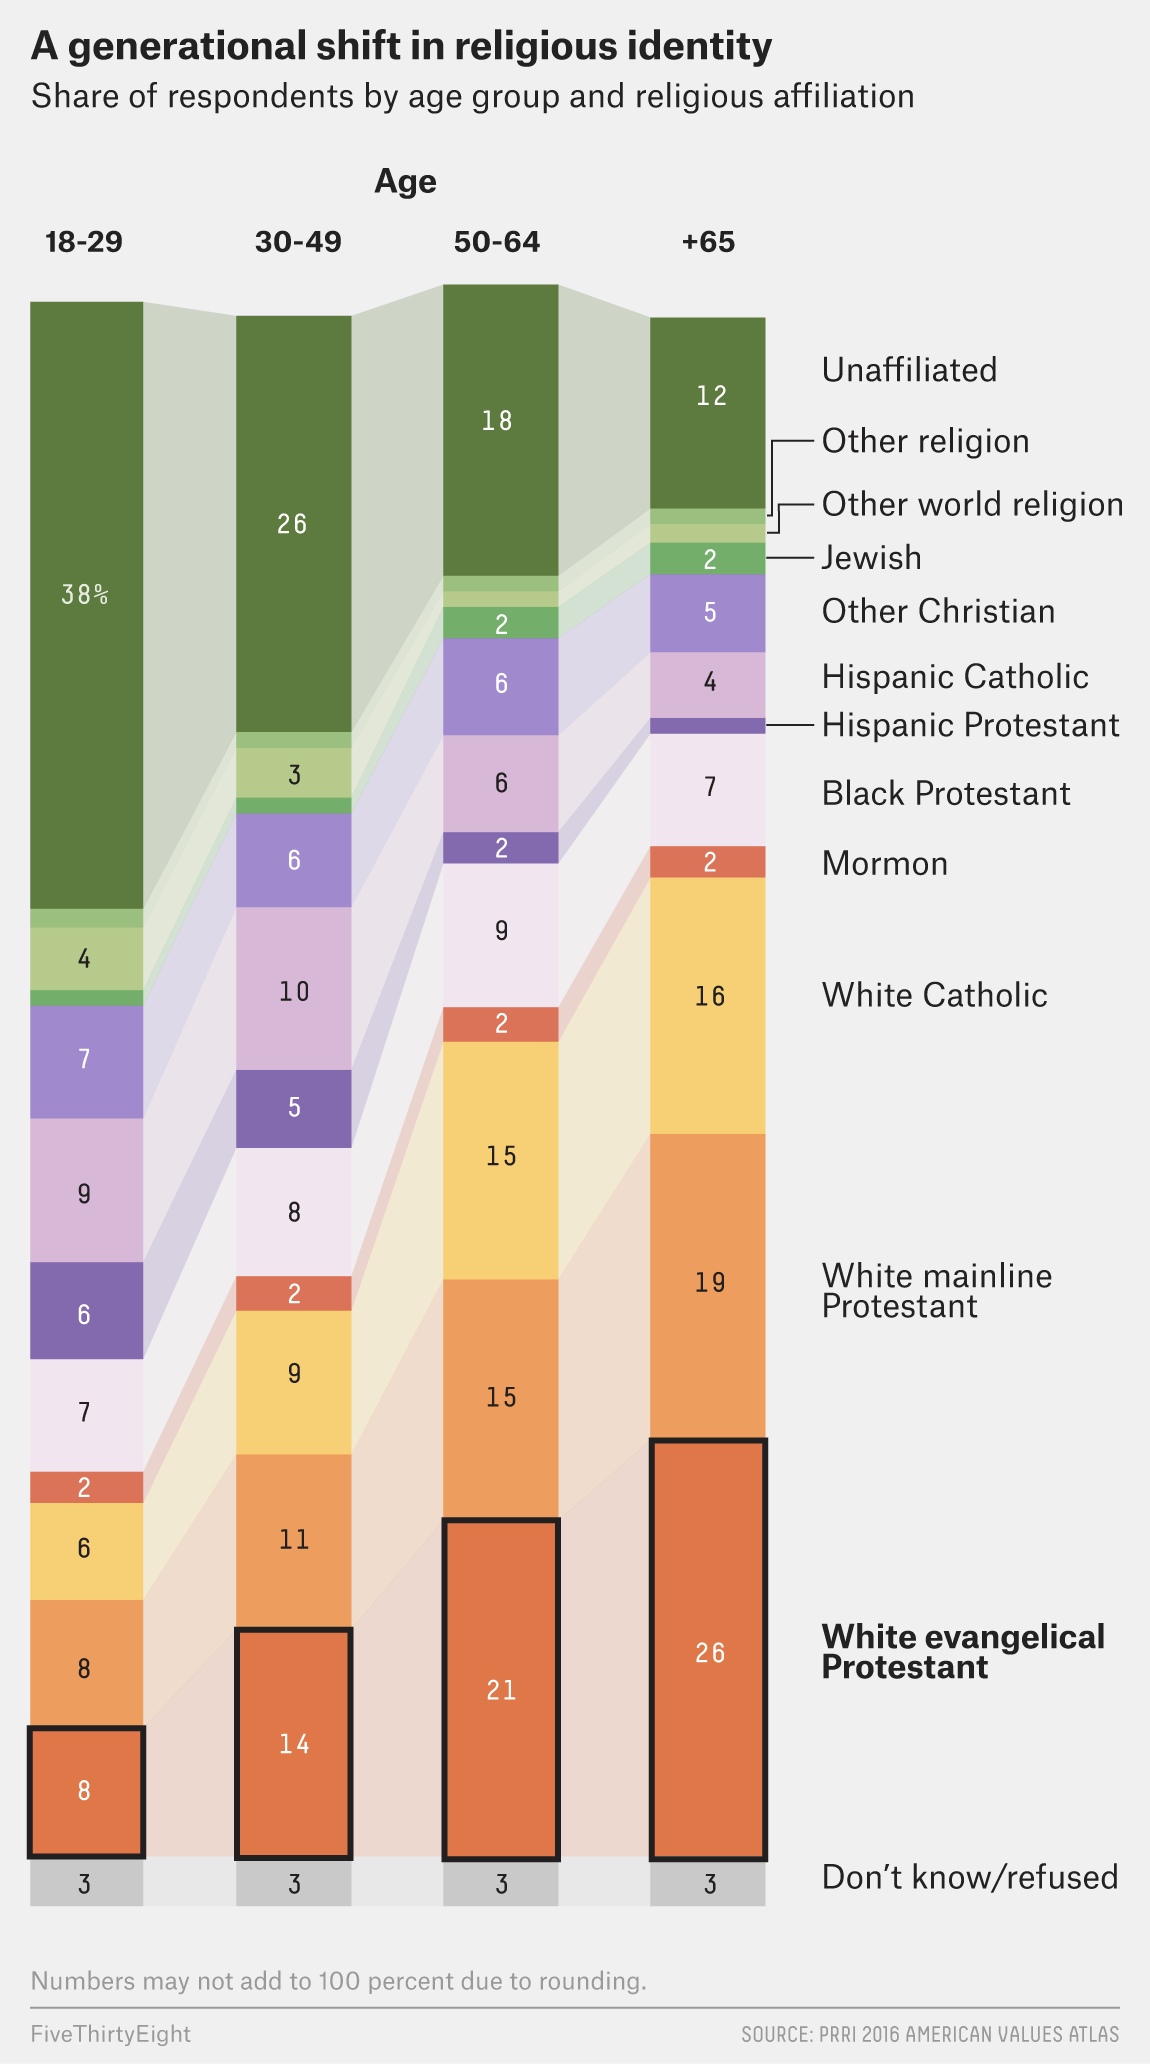 A generational shift in religious identity
Share of respondents by age group and religious affiliation
Age
18-29 30-49 50-64 +65
38% 26 18 12
Unaffiliated
Other religion
4 3
Other world religion
2 2
Jewish
7 6 6 5
Other Christian
9 10 6 4
Hispanic Catholic
6 5 2
Hispanic Protestant
7 8 9 7
Black Protestant
2 2 2 2
Mormon
6 9 15 16
White Catholic
8 11 15 19
White mainline
Protestant
8 14 21 26
White evangelical
Protestant
3 3 3 3
Don't know/refused
Numbers may not add to 100 percent due to rounding.
FiveThirtyEight
SOURCE: PRRI 2016 AMERICAN VALUES ATLAS